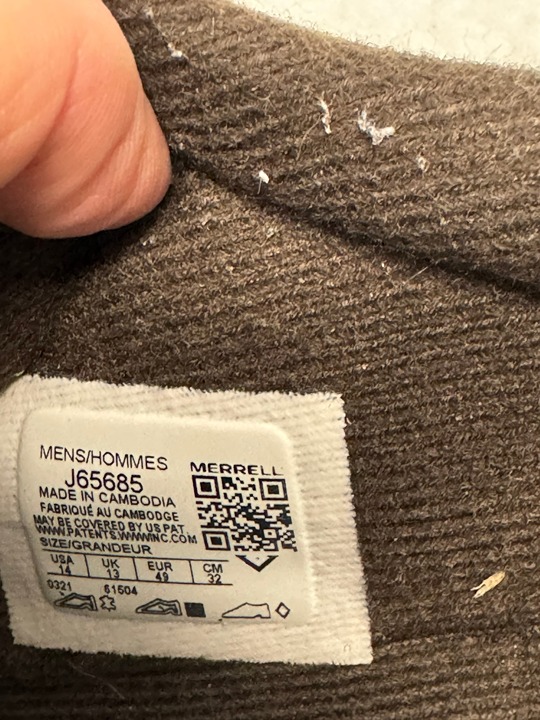 MENS/HOMMES
MERRELL
J65685
MADE IN CAMBODIA
FABRIQUÉ AU CAMBODGE
MAY BE COVERED BY US PAT.
WWW.PATENTS.WWWINC.COM
SIZE/GRANDEUR
USA UK EUR CM
14 13 49 32
0321 61504